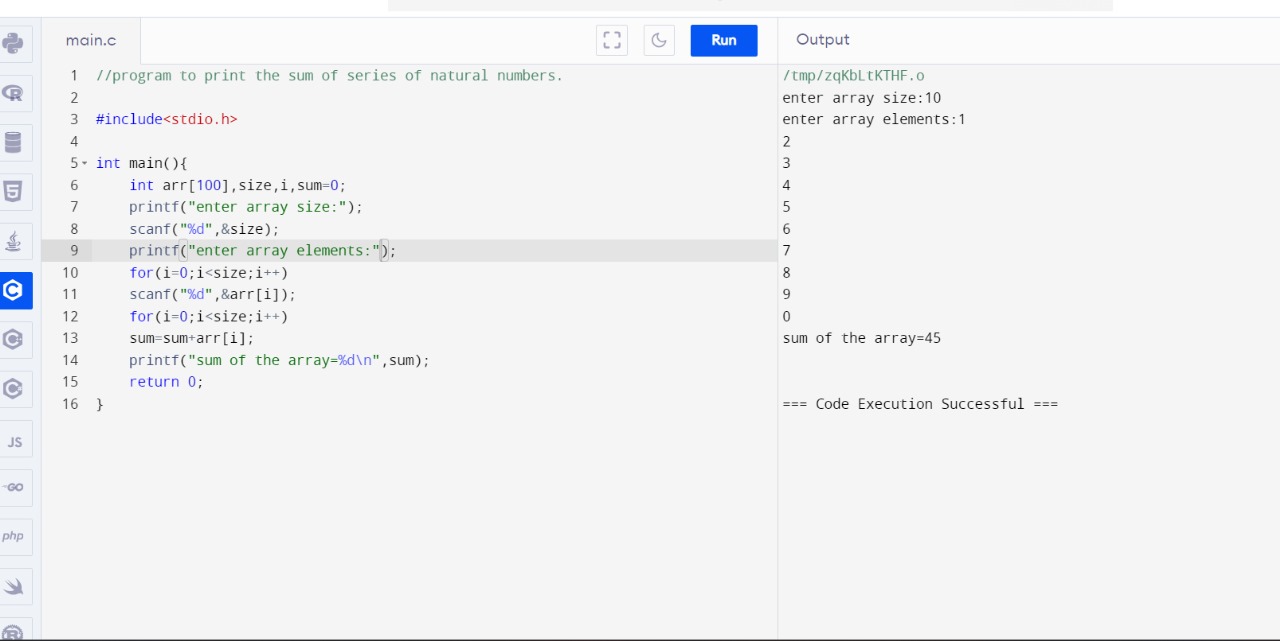 main.c
Run
Output
1 //program to print the sum of series of natural numbers.
2
3 #include<stdio.h>
4
5 int main(){
6 int arr[100],size,i,sum=0;
7 printf("enter array size:");
8 scanf("%d",&size);
9 printf("enter array elements:");
10 for(i=0;i<size;i++)
11 scanf("%d",&arr[i]);
12 for(i=0;i<size;i++)
13 sum=sum+arr[i];
14 printf("sum of the array=%d\n",sum);
15 return 0;
16 }
/tmp/zqKbLtKTHF.o
enter array size:10
enter array elements:1
2
3
4
5
6
7
8
9
0
sum of the array=45
=== Code Execution Successful ===
R
5
C
C
C
JS
GO
php
R